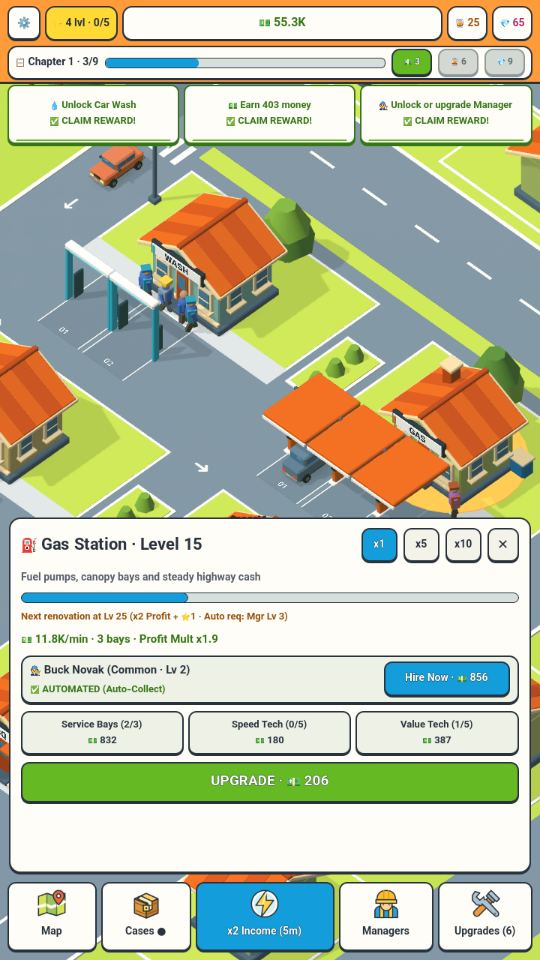 4 lvl · 0/5
55.3K
25
65
Chapter 1 · 3/9
3
6
9
Unlock Car Wash
CLAIM REWARD!
Earn 403 money
CLAIM REWARD!
Unlock or upgrade Manager
CLAIM REWARD!
WASH
01
02
GAS
01
Gas Station · Level 15
x1
x5
x10
✕
Fuel pumps, canopy bays and steady highway cash
Next renovation at Lv 25 (x2 Profit + ⭐1 · Auto req: Mgr Lv 3)
11.8K/min · 3 bays · Profit Mult x1.9
Buck Novak (Common · Lv 2)
✅ AUTOMATED (Auto-Collect)
Hire Now · 856
Service Bays (2/3)
832
Speed Tech (0/5)
180
Value Tech (1/5)
387
UPGRADE · 206
Map
Cases ●
x2 Income (5m)
Managers
Upgrades (6)